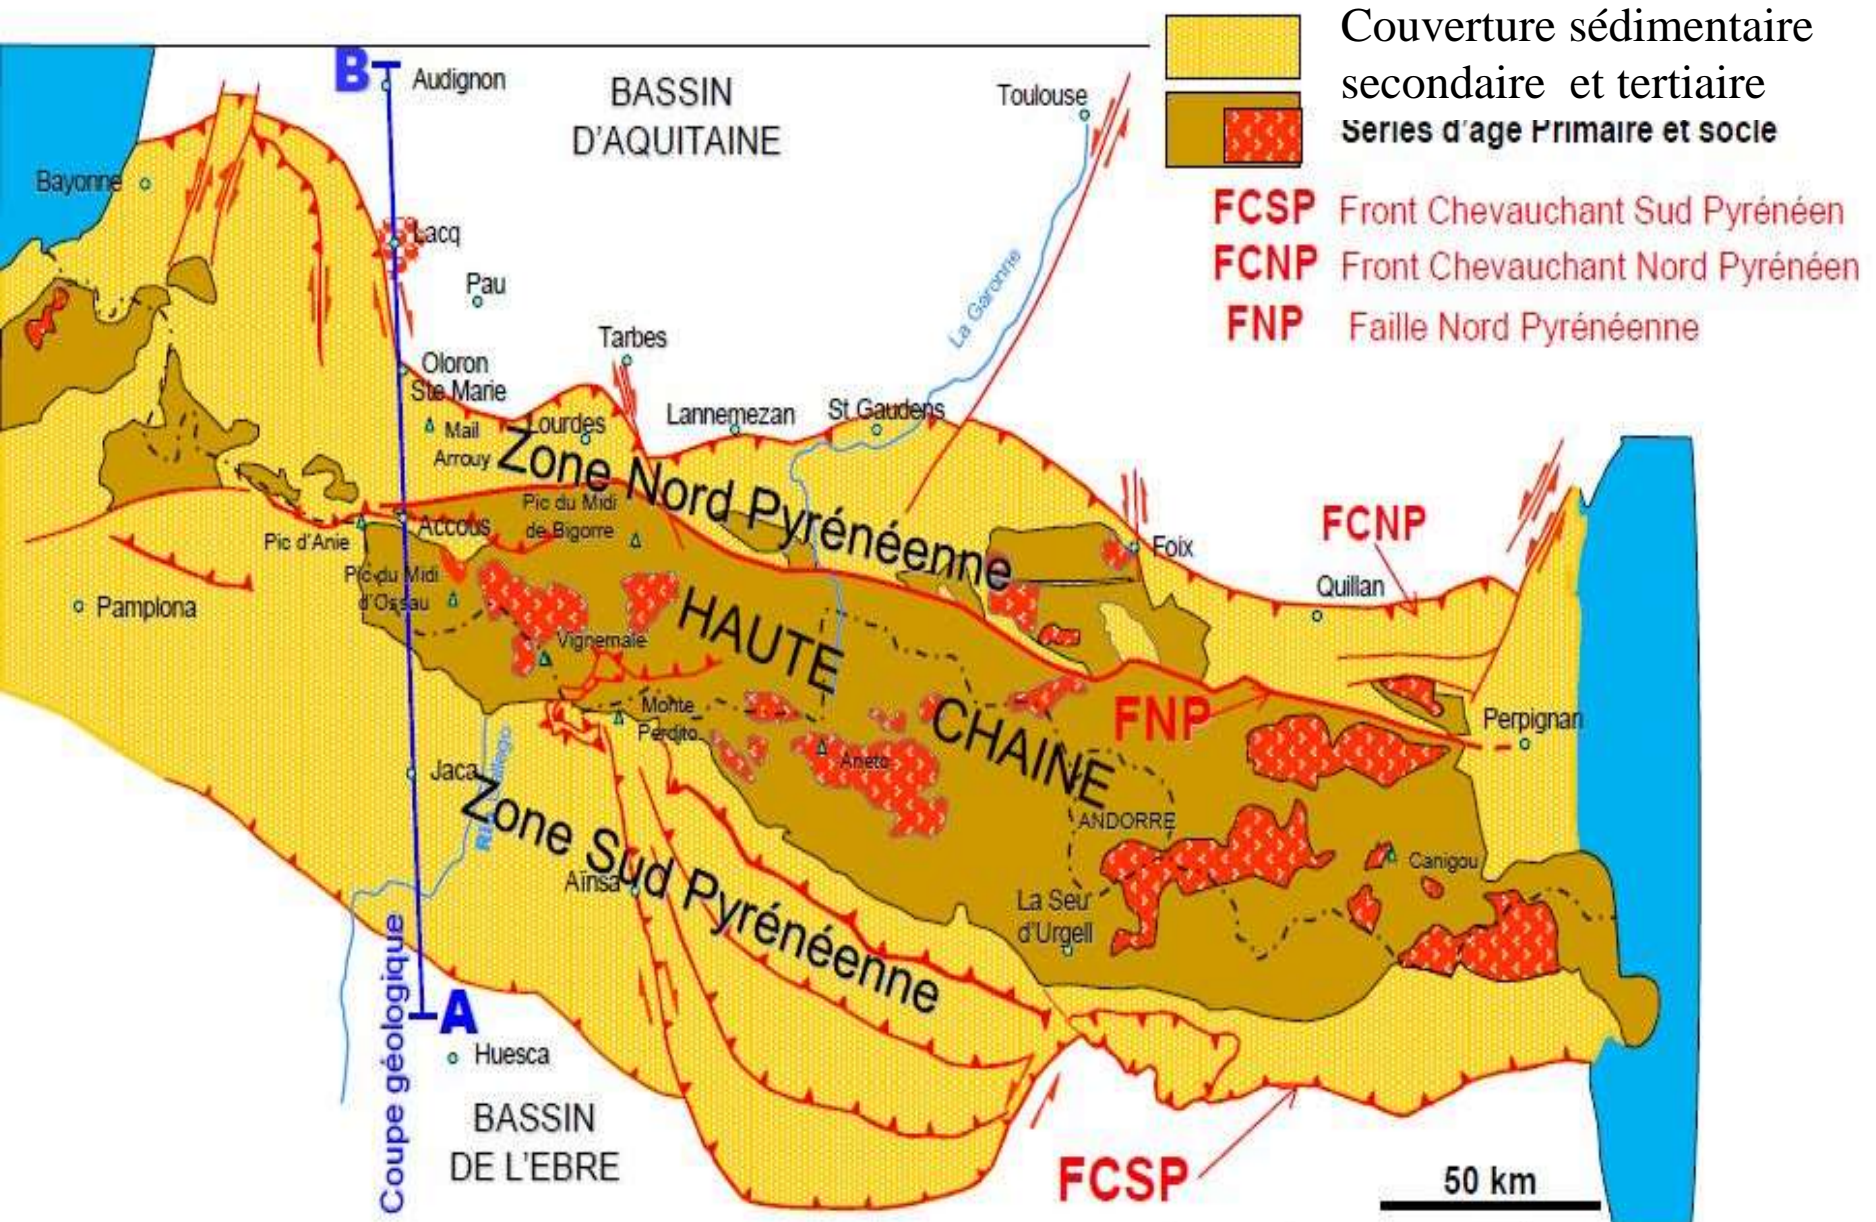 Couverture sédimentaire
secondaire et tertiaire
Séries d'age Primaire et socle
FCSP Front Chevauchant Sud Pyrénéen
FCNP Front Chevauchant Nord Pyrénéen
FNP Faille Nord Pyrénéenne
B
Audignon
BASSIN
D'AQUITAINE
Toulouse
Bayonne
Lacq
Pau
La Garonne
Tarbes
Oloron
Ste Marie
Mail
Arrouy
Lourdes
Lannemezan
St Gaudens
Zone Nord Pyrénéenne
Pic d'Anie
Accous
Pic du Midi
de Bigorre
Foix
FCNP
Quillan
Pamplona
Pic du Midi
d'Ossau
Vignemale
HAUTE
CHAINE
Monte
Perdito
FNP
Perpignan
Aneto
Jaca
Rio Gallego
Zone Sud Pyrénéenne
ANDORRE
Canigou
Aïnsa
La Seu
d'Urgell
Coupe géologique
A
Huesca
BASSIN
DE L'EBRE
FCSP
50 km